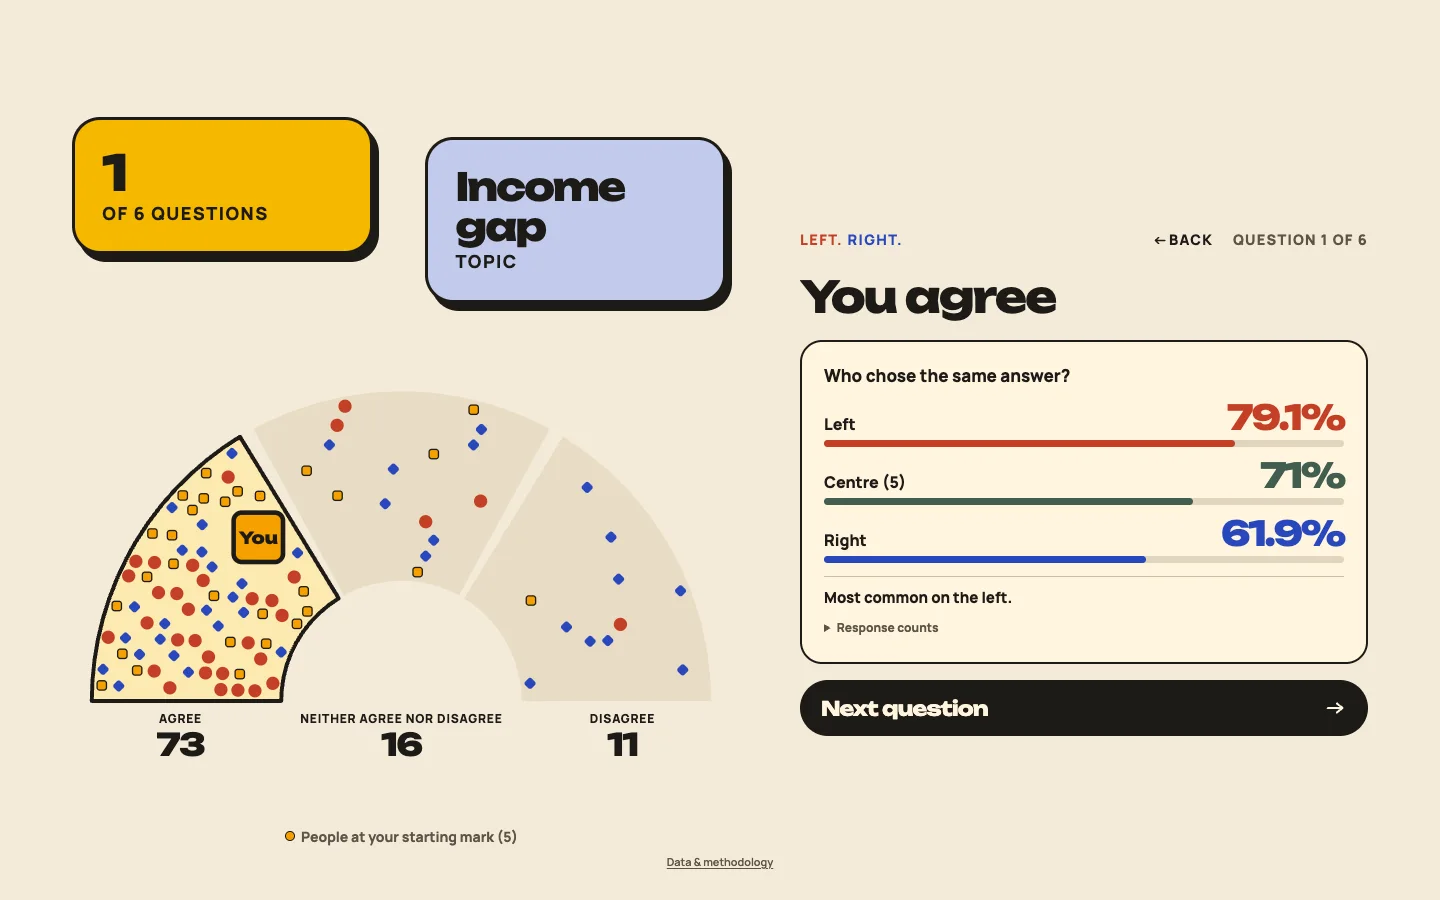 1
OF 6 QUESTIONS
Income
gap
TOPIC
You
AGREE
73
NEITHER AGREE NOR DISAGREE
16
DISAGREE
11
People at your starting mark (5)
LEFT. RIGHT.
← BACK
QUESTION 1 OF 6
You agree
Who chose the same answer?
Left
79.1%
Centre (5)
71%
Right
61.9%
Most common on the left.
Response counts
Next question →
Data & methodology